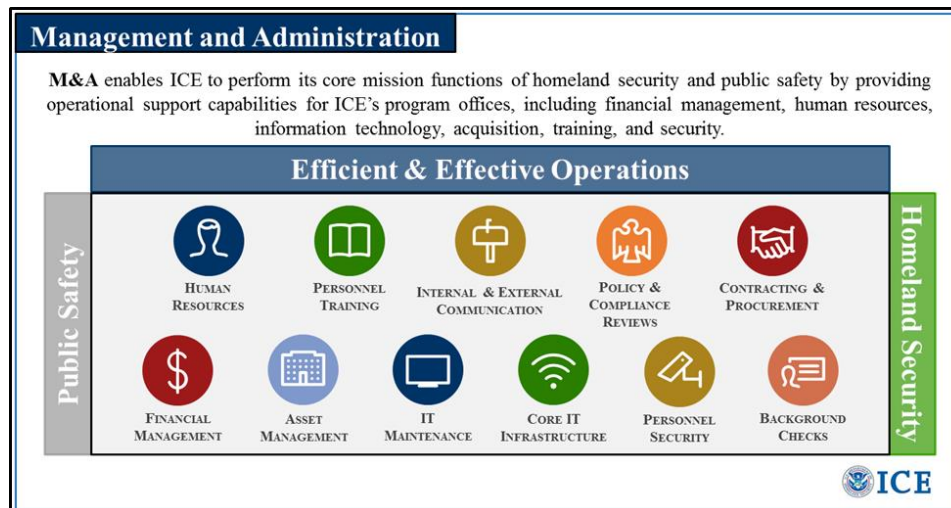 Management and Administration
M&A enables ICE to perform its core mission functions of homeland security and public safety by providing
operational support capabilities for ICE's program offices, including financial management, human resources,
information technology, acquisition, training, and security.
Efficient & Effective Operations
Public Safety
HUMAN
RESOURCES
PERSONNEL
TRAINING
INTERNAL & EXTERNAL
COMMUNICATION
POLICY &
COMPLIANCE
REVIEWS
CONTRACTING &
PROCUREMENT
FINANCIAL
MANAGEMENT
ASSET
MANAGEMENT
IT
MAINTENANCE
CORE IT
INFRASTRUCTURE
PERSONNEL
SECURITY
BACKGROUND
CHECKS
Homeland Security
ICE